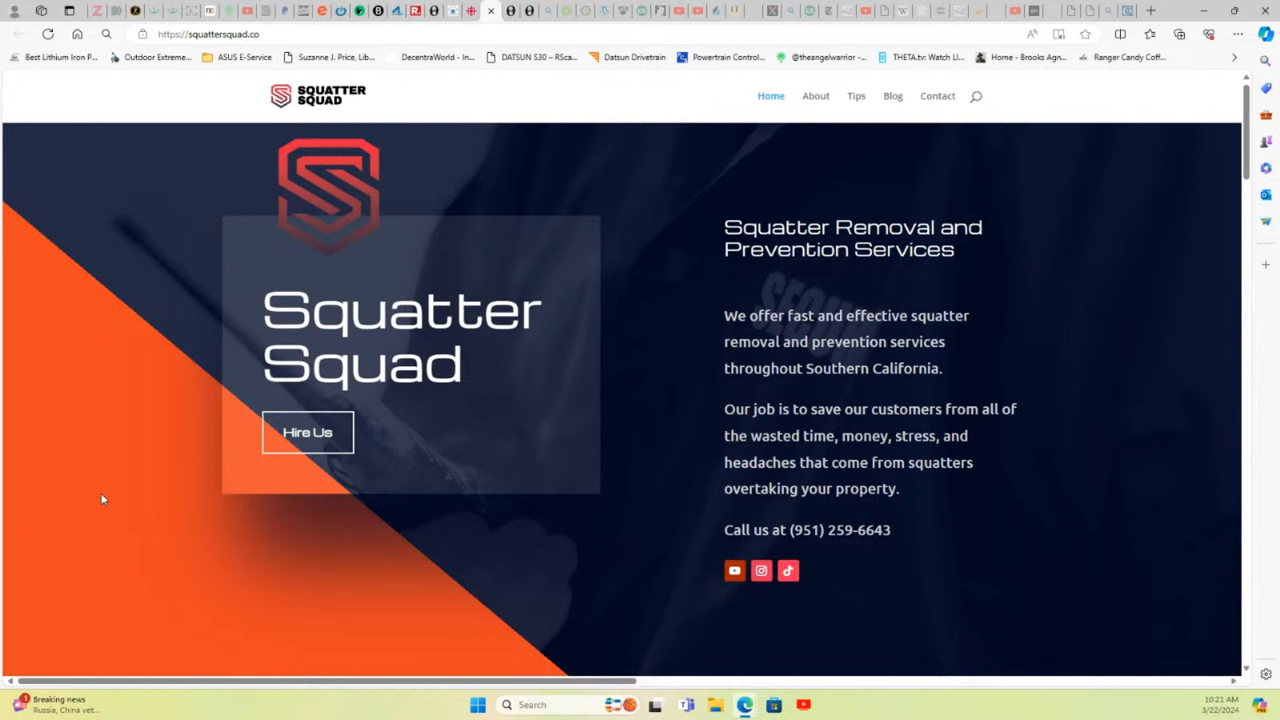 https://squattersquad.co
Best Lithium Iron P...
Outdoor Extreme...
ASUS E-Service
Suzanne J. Price, Lib...
DecentraWorld - In...
DATSUN S30 – RSca...
Datsun Drivetrain
Powertrain Control...
@theangelwarrior –...
THETA.tv: Watch Li...
Home - Brooks Agn...
Ranger Candy Coff...
SQUATTER
SQUAD
Home
About
Tips
Blog
Contact
Squatter
Squad
Hire Us
Squatter Removal and
Prevention Services
We offer fast and effective squatter
removal and prevention services
throughout Southern California.
Our job is to save our customers from all of
the wasted time, money, stress, and
headaches that come from squatters
overtaking your property.
Call us at (951) 259-6643
Breaking news
Russia, China vet...
Search
10:21 AM
3/22/2024